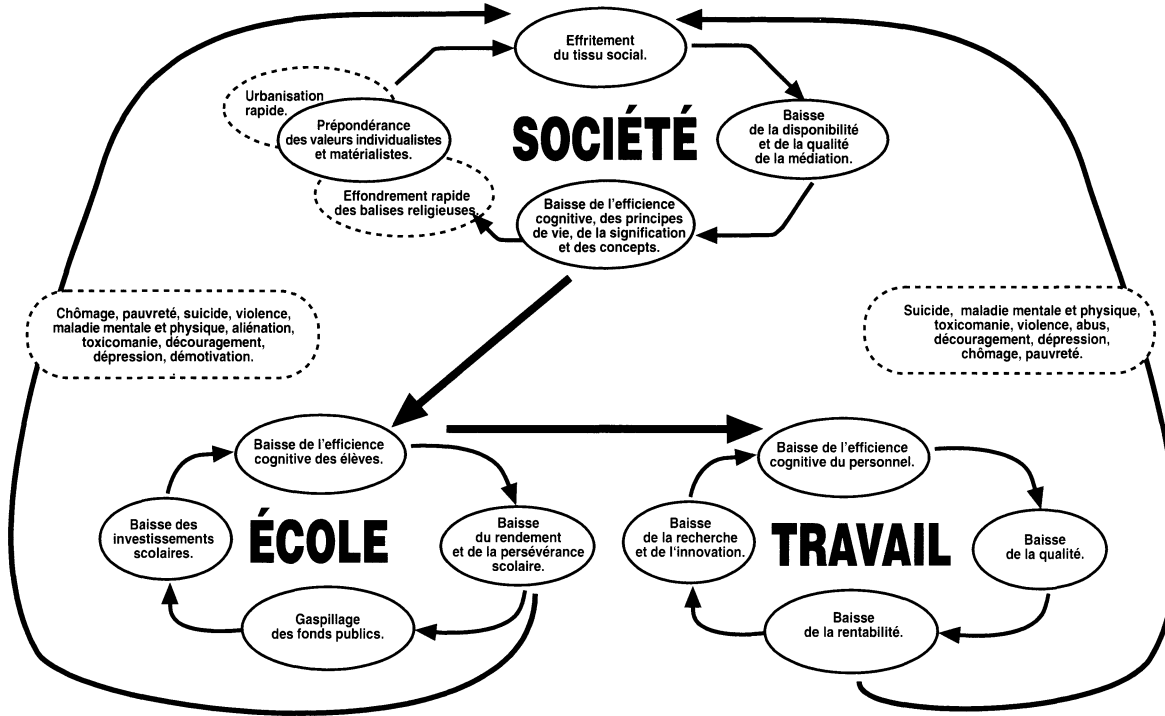 Effritement
du tissu social.
Urbanisation
rapide.
Prépondérance
des valeurs individualistes
et matérialistes.
SOCIÉTÉ
Baisse
de la disponibilité
et de la qualité
de la médiation.
Effondrement rapide
des balises religieuses.
Baisse de l'efficience
cognitive, des principes
de vie, de la signification
et des concepts.
Chômage, pauvreté, suicide, violence,
maladie mentale et physique, aliénation,
toxicomanie, découragement,
dépression, démotivation.
Suicide, maladie mentale et physique,
toxicomanie, violence, abus,
découragement, dépression,
chômage, pauvreté.
Baisse de l'efficience
cognitive des élèves.
Baisse des
investissements
scolaires.
ÉCOLE
Baisse
du rendement
et de la persévérance
scolaire.
Gaspillage
des fonds publics.
Baisse de l'efficience
cognitive du personnel.
Baisse
de la recherche
et de l'innovation.
TRAVAIL
Baisse
de la qualité.
Baisse
de la rentabilité.